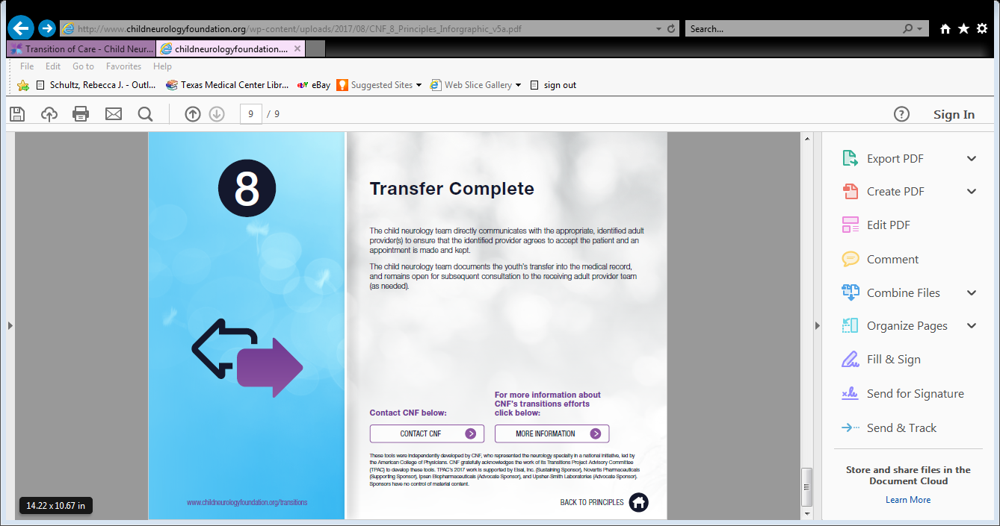 http://www.childneurologyfoundation.org/wp-content/uploads/2017/08/CNF_8_Principles_Inforgraphic_v5a.pdf
Search...
Transition of Care - Child Neur...
childneurologyfoundation....
File Edit Go to Favorites Help
Schultz, Rebecca J. - Outl...
Texas Medical Center Libr...
eBay
Suggested Sites
Web Slice Gallery
sign out
9 / 9
Sign In
8
Transfer Complete
The child neurology team directly communicates with the appropriate, identified adult
provider(s) to ensure that the identified provider agrees to accept the patient and an
appointment is made and kept.
The child neurology team documents the youth's transfer into the medical record,
and remains open for subsequent consultation to the receiving adult provider team
(as needed).
Contact CNF below:
CONTACT CNF
For more information about
CNF's transitions efforts
click below:
MORE INFORMATION
These tools were independently developed by CNF, who represented the neurology specialty in a national initiative, led by
the American College of Physicians. CNF gratefully acknowledges the work of its Transitions Project Advisory Committee
(TPAC) to develop these tools. TPAC's 2017 work is supported by Eisai, Inc. (Sustaining Sponsor), Novartis Pharmaceuticals
(Supporting Sponsor), Ipsen Biopharmaceuticals (Advocate Sponsor), and Upsher-Smith Laboratories (Advocate Sponsor).
Sponsors have no control of material content.
www.childneurologyfoundation.org/transitions
BACK TO PRINCIPLES
14.22 x 10.67 in
Export PDF
Create PDF
Edit PDF
Comment
Combine Files
Organize Pages
Fill & Sign
Send for Signature
Send & Track
Store and share files in the
Document Cloud
Learn More